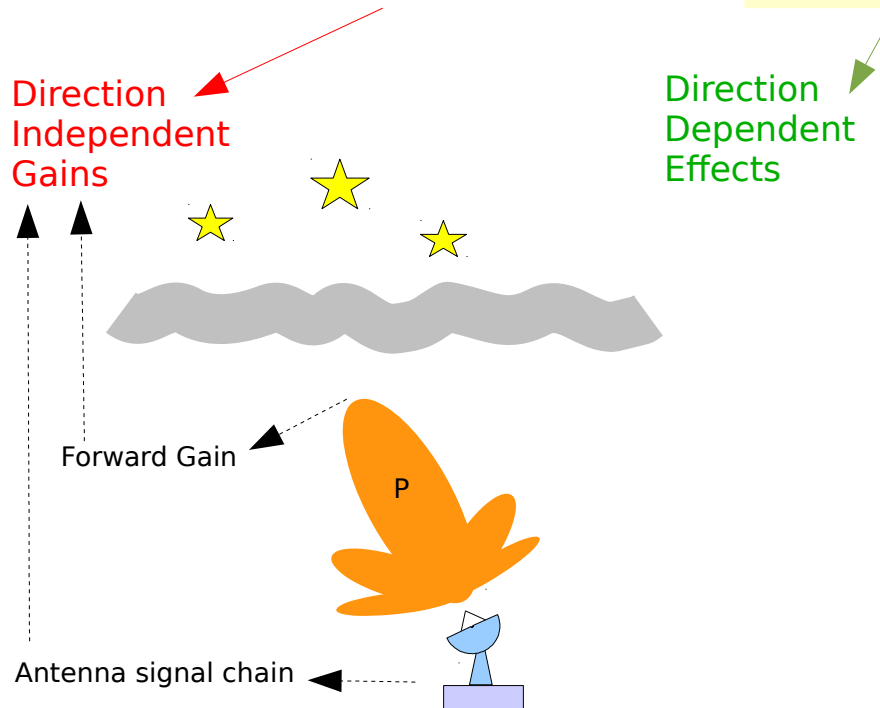 Direction
Independent
Gains
Direction
Dependent
Effects
Forward Gain
P
Antenna signal chain